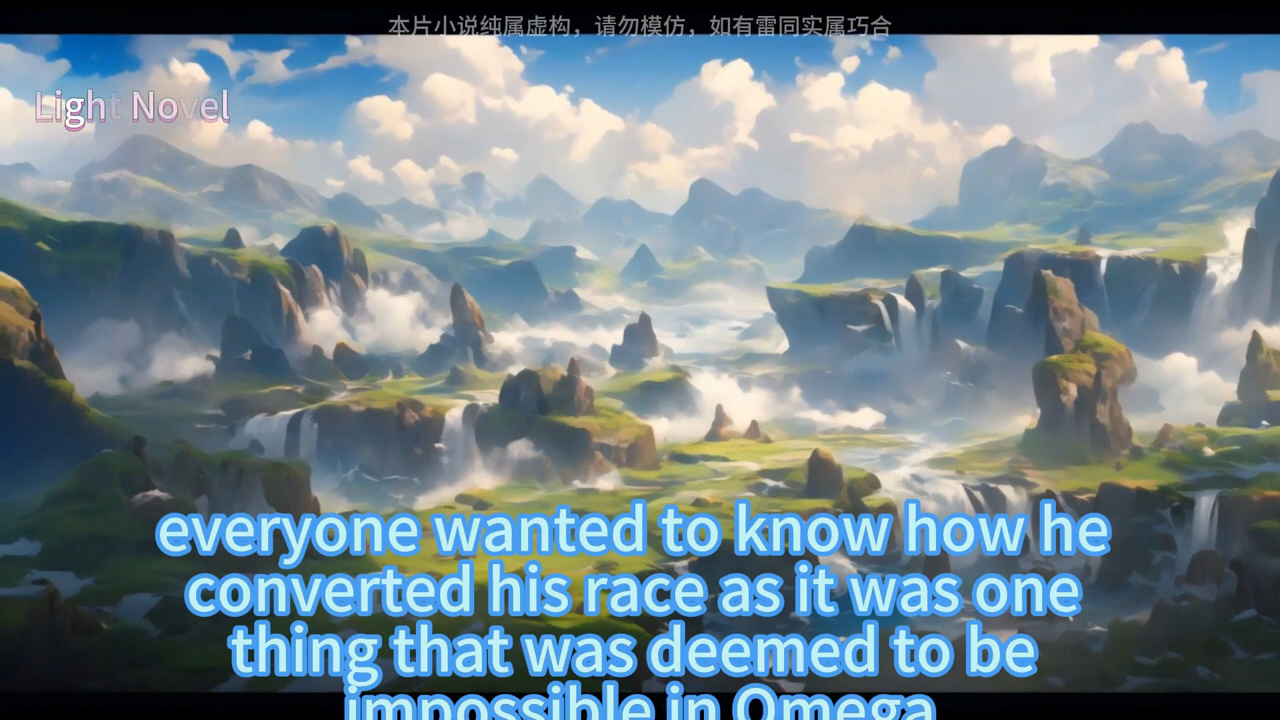 本片小说纯属虚构，请勿模仿，如有雷同实属巧合
Light Novel
everyone wanted to know how he
converted his race as it was one
thing that was deemed to be
impossible in Omega